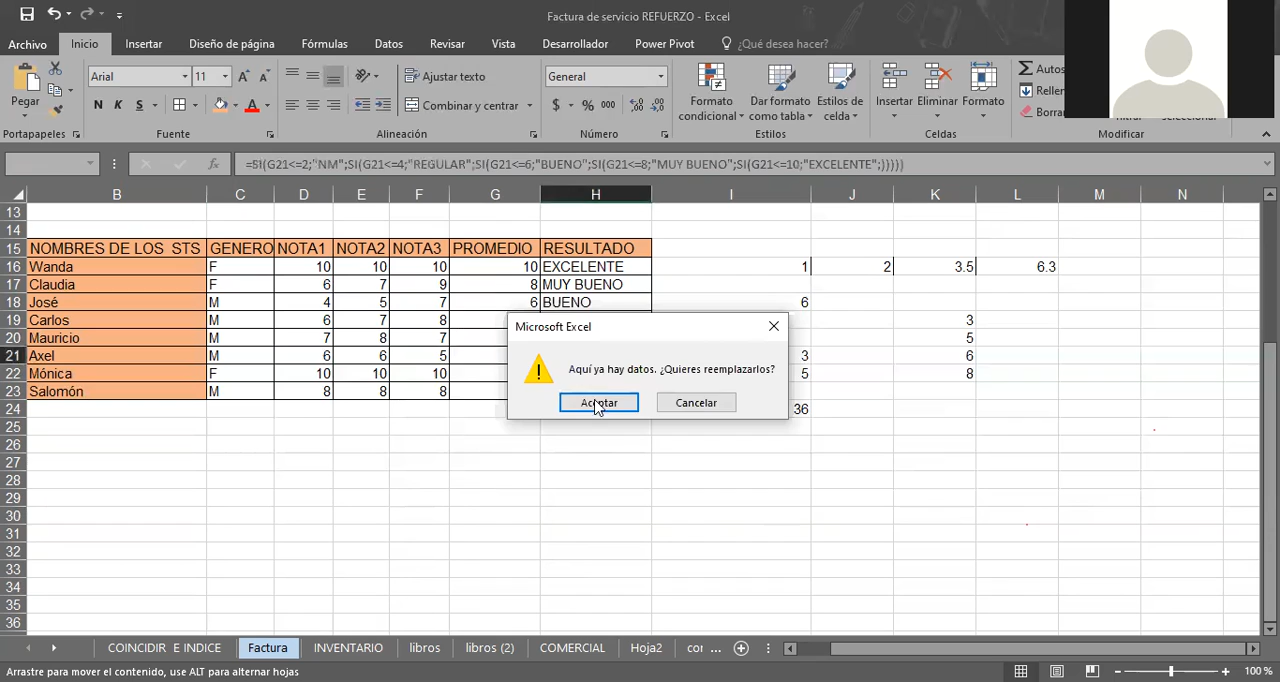 Factura de servicio REFUERZO - Excel
Archivo Inicio Insertar Diseño de página Fórmulas Datos Revisar Vista Desarrollador Power Pivot ¿Qué desea hacer?
Pegar
Arial 11
Ajustar texto
General
Formato condicional
Dar formato como tabla
Estilos de celda
Insertar Eliminar Formato
N K S
Combinar y centrar
$ % 000
Portapapeles Fuente Alineación Número Estilos Celdas Modificar
fx =SI(G21<=2;"NM";SI(G21<=4;"REGULAR";SI(G21<=6;"BUENO";SI(G21<=8;"MUY BUENO";SI(G21<=10;"EXCELENTE";)))))
B C D E F G H I J K L M N
13
14
15 NOMBRES DE LOS STS GENERO NOTA1 NOTA2 NOTA3 PROMEDIO RESULTADO
16 Wanda F 10 10 10 10 EXCELENTE 1 2 3.5 6.3
17 Claudia F 6 7 9 8 MUY BUENO
18 José M 4 5 7 6 BUENO 6
19 Carlos M 6 7 8 3
20 Mauricio M 7 8 7 5
21 Axel M 6 6 5 3 6
22 Mónica F 10 10 10 5 8
23 Salomón M 8 8 8
24 36
25
26
27
28
29
30
31
32
33
34
35
36
Microsoft Excel
Aquí ya hay datos. ¿Quieres reemplazarlos?
Aceptar Cancelar
COINCIDIR E INDICE Factura INVENTARIO libros libros (2) COMERCIAL Hoja2 ...
Arrastre para mover el contenido, use ALT para alternar hojas 100 %